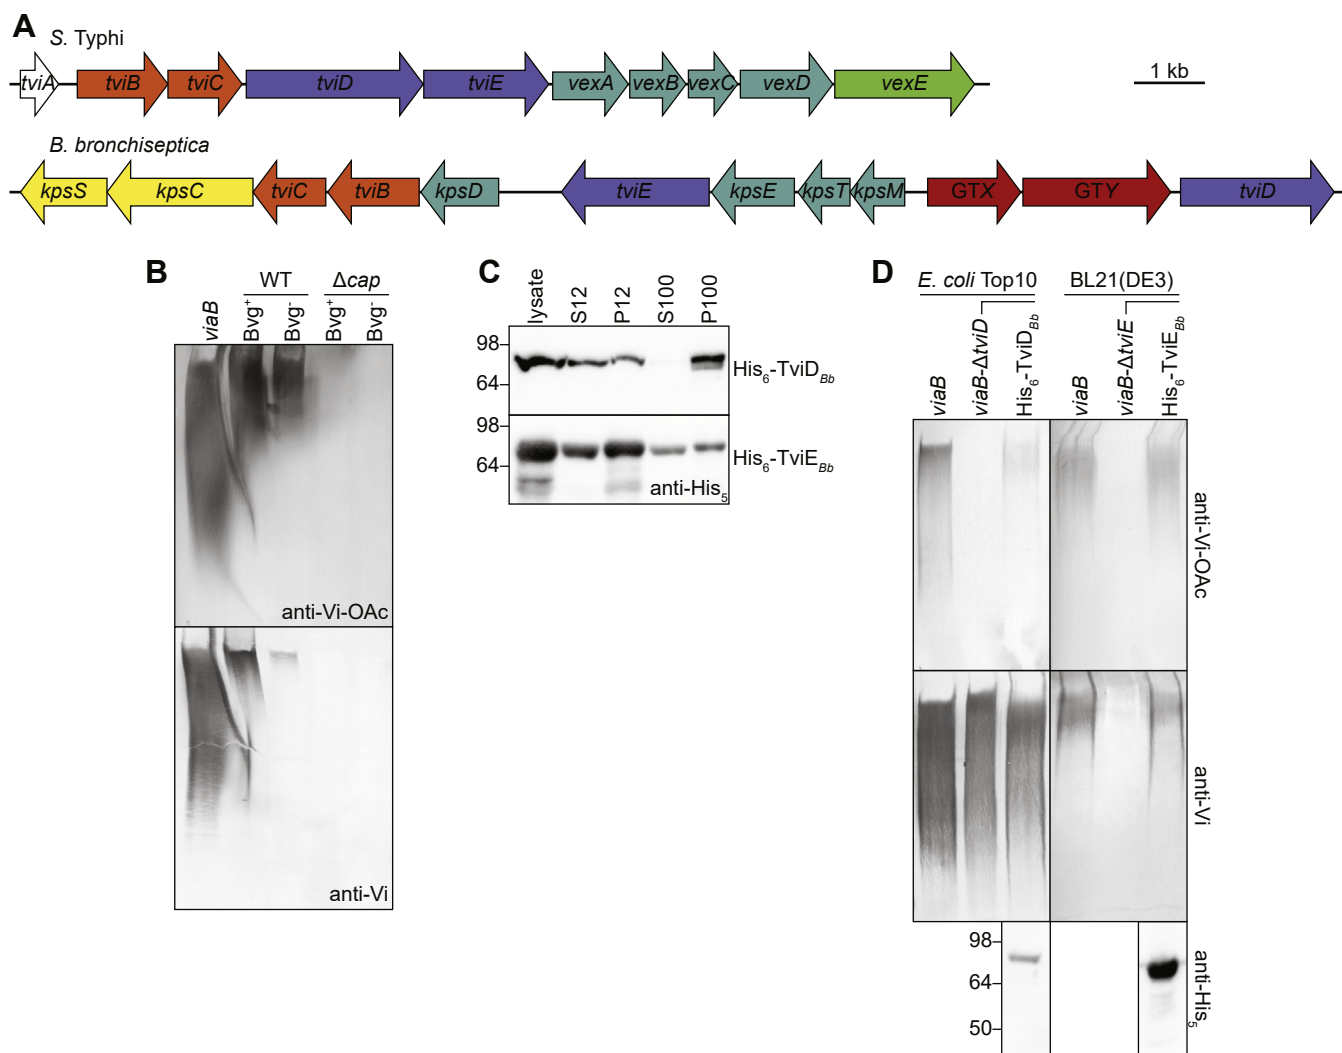 A
S. Typhi
tviA tviB tviC tviD tviE vexA vexB vexC vexD vexE
1 kb
B. bronchiseptica
kpsS kpsC tviC tviB kpsD tviE kpsE kpsT kpsM GTX GTY tviD
B
WT Δcap
viaB Bvg+ Bvg- Bvg+ Bvg-
anti-Vi-OAc
anti-Vi
C
lysate S12 P12 S100 P100
98
64
His6-TviDBb
98
64
His6-TviEBb
anti-His5
D
E. coli Top10 BL21(DE3)
viaB viaB-ΔtviD His6-TviDBb viaB viaB-ΔtviE His6-TviEBb
anti-Vi-OAc
anti-Vi
98
64
50
anti-His5